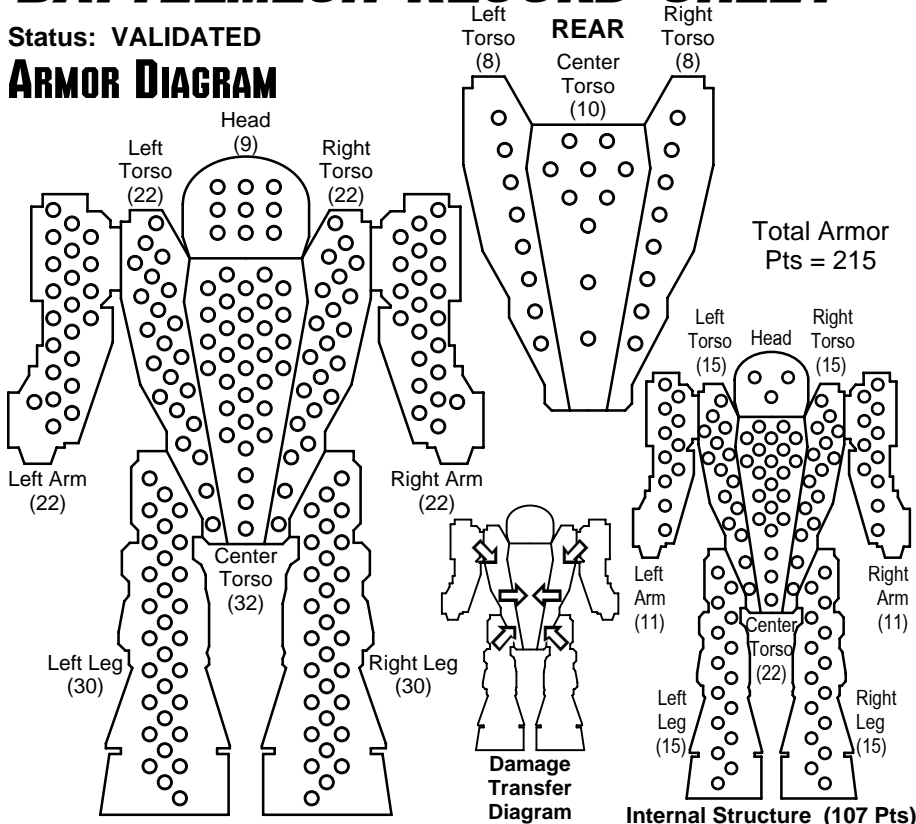 BATTLEMECH RECORD SHEET
Status: VALIDATED
ARMOR DIAGRAM
Head
(9)
Left
Torso
(22)
Right
Torso
(22)
Left Arm
(22)
Right Arm
(22)
Center
Torso
(32)
Left Leg
(30)
Right Leg
(30)
REAR
Left
Torso
(8)
Center
Torso
(10)
Right
Torso
(8)
Total Armor
Pts = 215
Left
Torso
(15)
Head
Right
Torso
(15)
Left
Arm
(11)
Right
Arm
(11)
Center
Torso
(22)
Left
Leg
(15)
Right
Leg
(15)
Damage
Transfer
Diagram
Internal Structure (107 Pts)